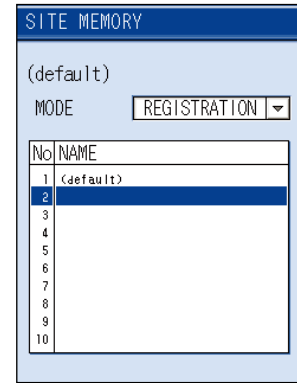 SITE MEMORY
(default)
MODE REGISTRATION
No NAME
1 (default)
2
3
4
5
6
7
8
9
10